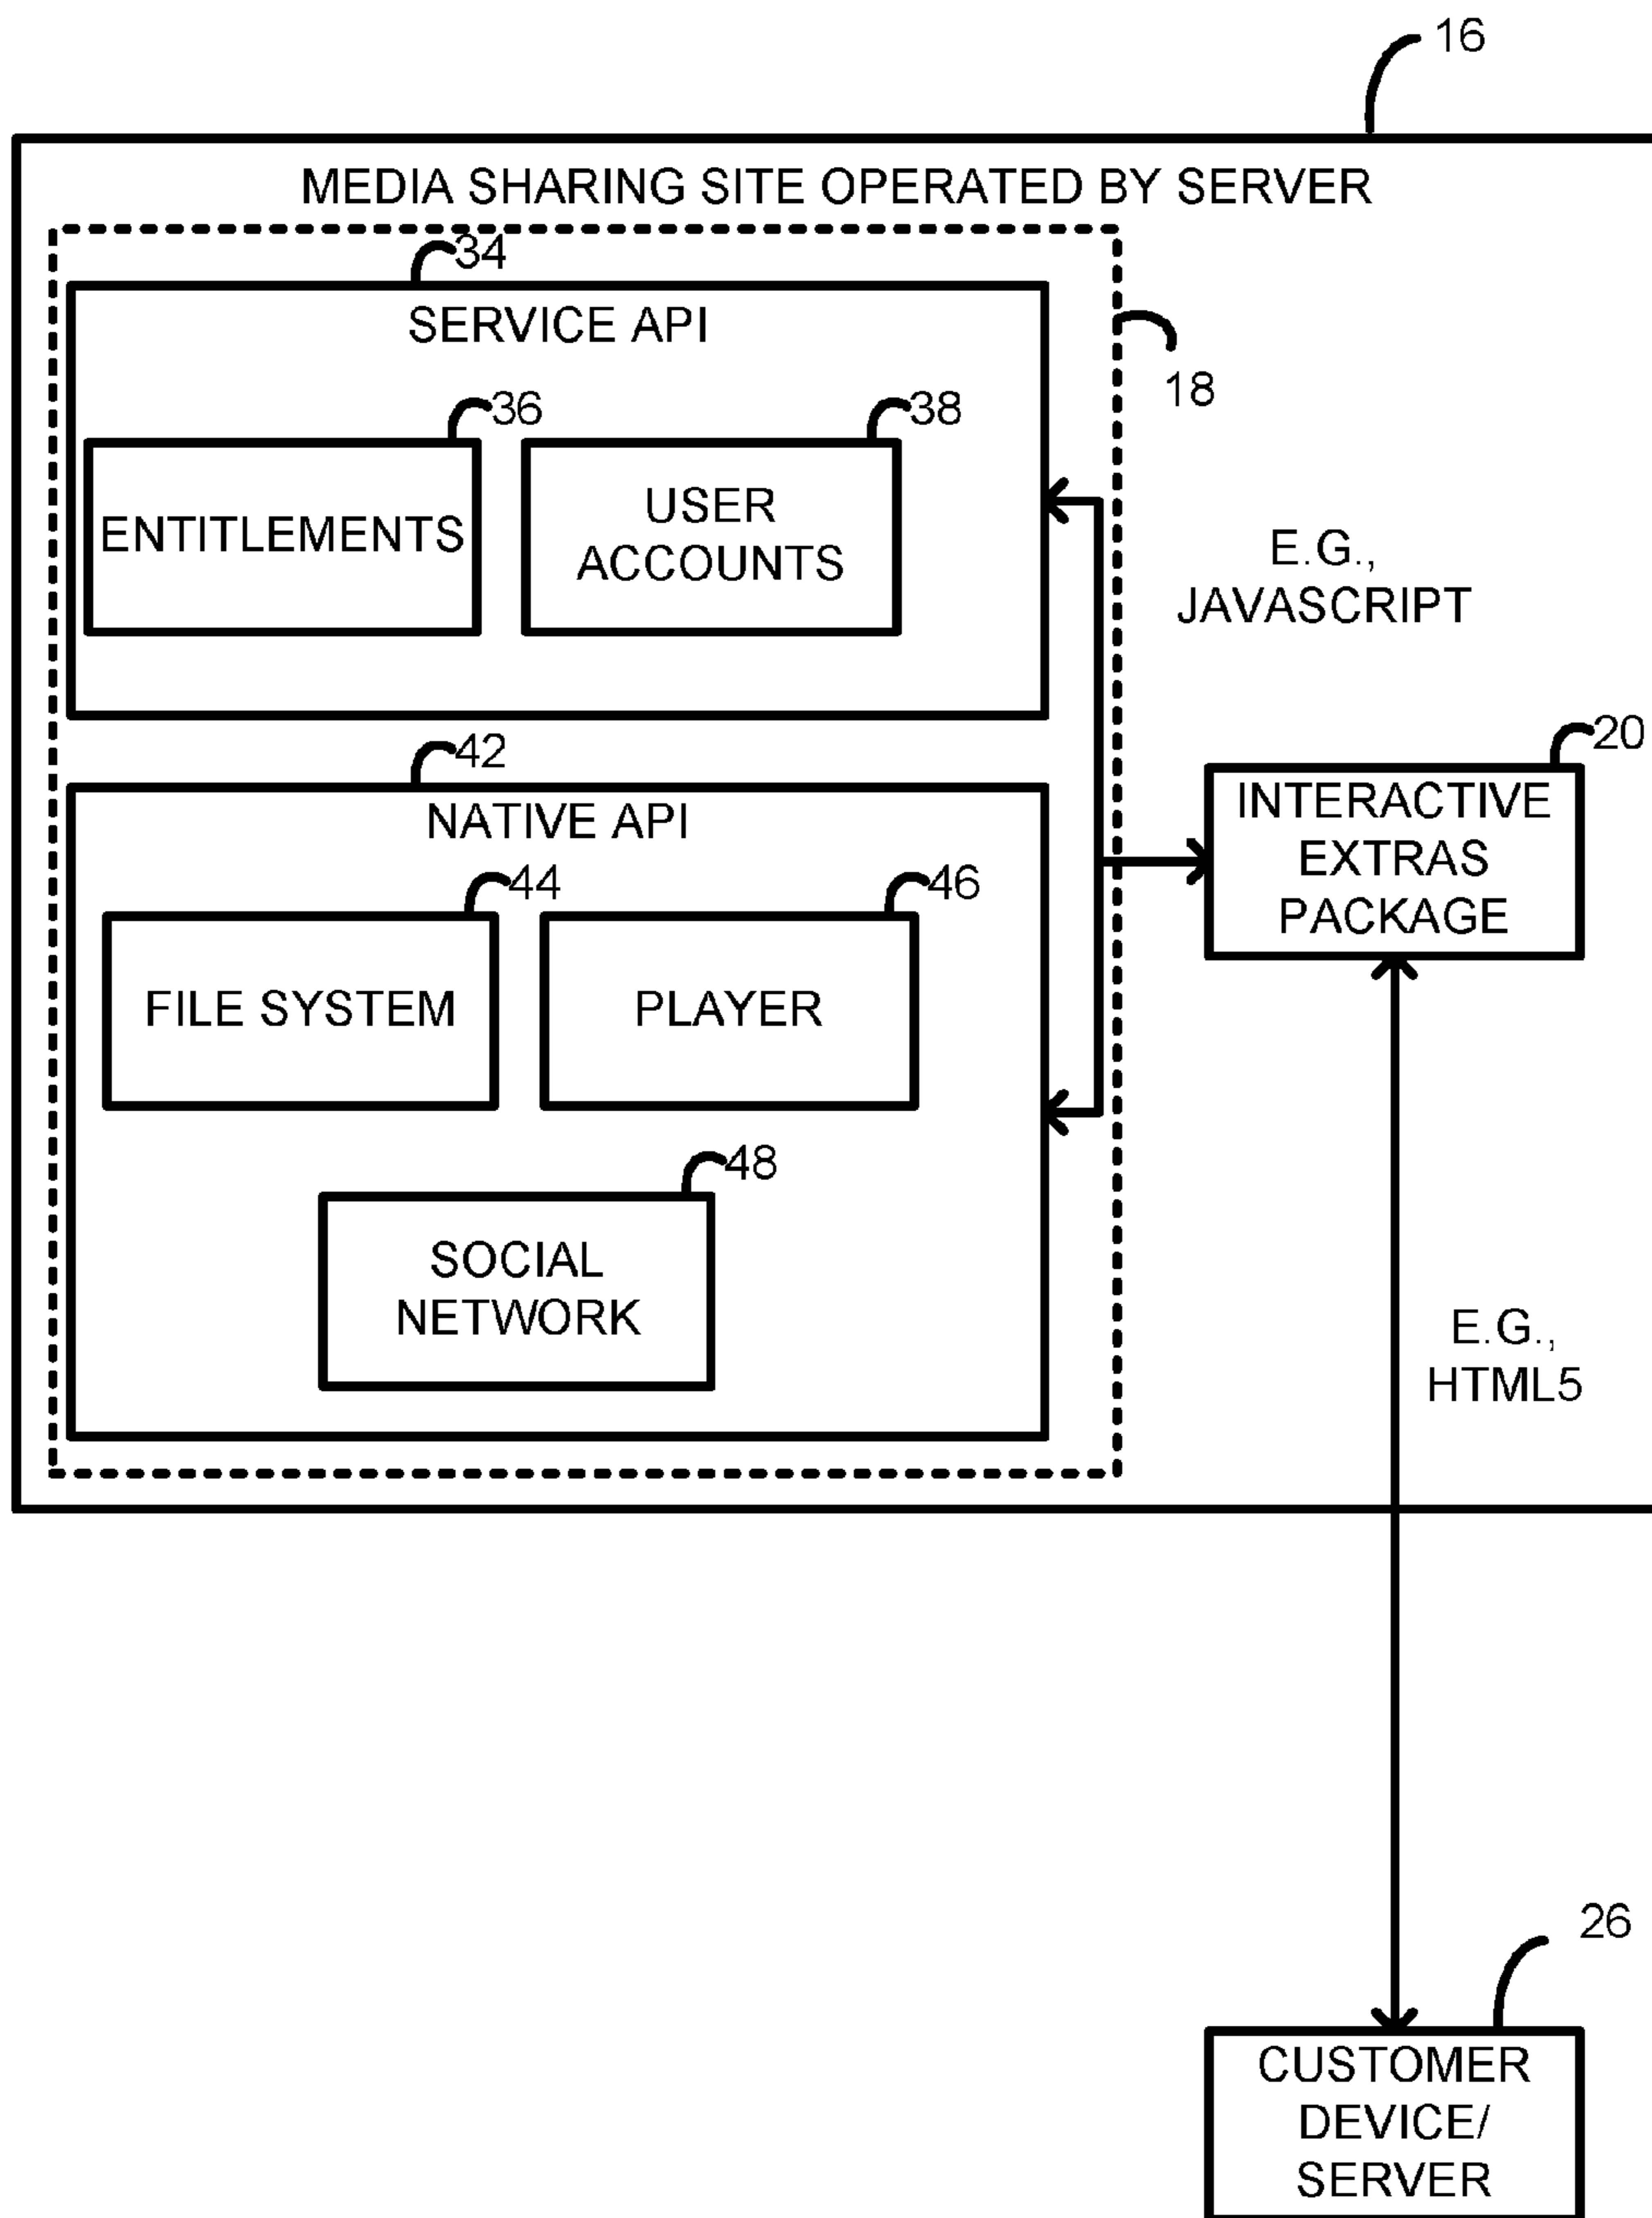 16
MEDIA SHARING SITE OPERATED BY SERVER
34
SERVICE API
18
36
38
ENTITLEMENTS
USER
ACCOUNTS
E.G.,
JAVASCRIPT
42
NATIVE API
20
INTERACTIVE
EXTRAS
PACKAGE
44
46
FILE SYSTEM
PLAYER
48
SOCIAL
NETWORK
E.G.,
HTML5
26
CUSTOMER
DEVICE/
SERVER